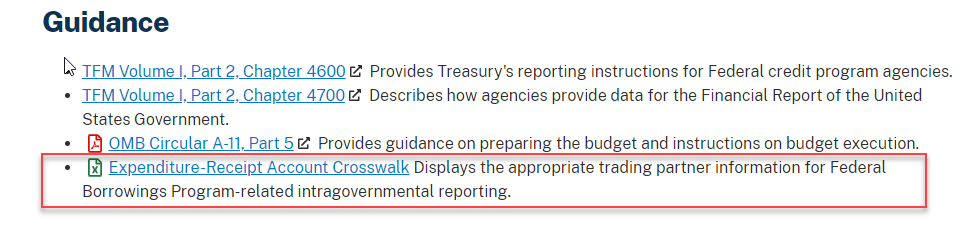 Guidance
TFM Volume I, Part 2, Chapter 4600 Provides Treasury's reporting instructions for Federal credit program agencies.
TFM Volume I, Part 2, Chapter 4700 Describes how agencies provide data for the Financial Report of the United
States Government.
OMB Circular A-11, Part 5 Provides guidance on preparing the budget and instructions on budget execution.
Expenditure-Receipt Account Crosswalk Displays the appropriate trading partner information for Federal
Borrowings Program-related intragovernmental reporting.